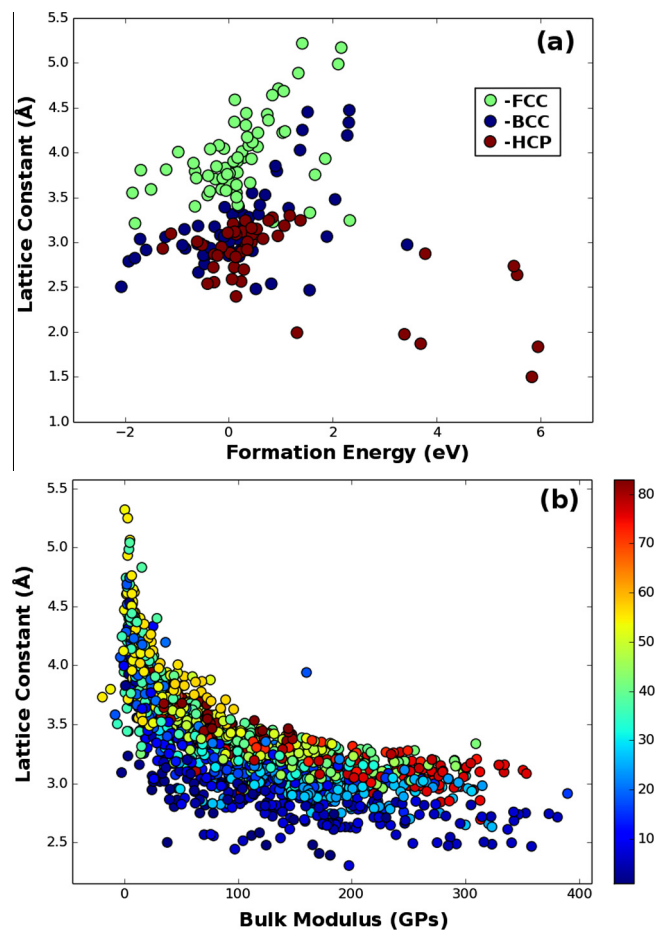 (a)
-FCC
-BCC
-HCP
5.5
5.0
4.5
4.0
3.5
3.0
2.5
2.0
1.5
1.0
Lattice Constant (Å)
−2 0 2 4 6
Formation Energy (eV)
(b)
5.5
5.0
4.5
4.0
3.5
3.0
2.5
Lattice Constant (Å)
0 100 200 300 400
Bulk Modulus (GPs)
80
70
60
50
40
30
20
10